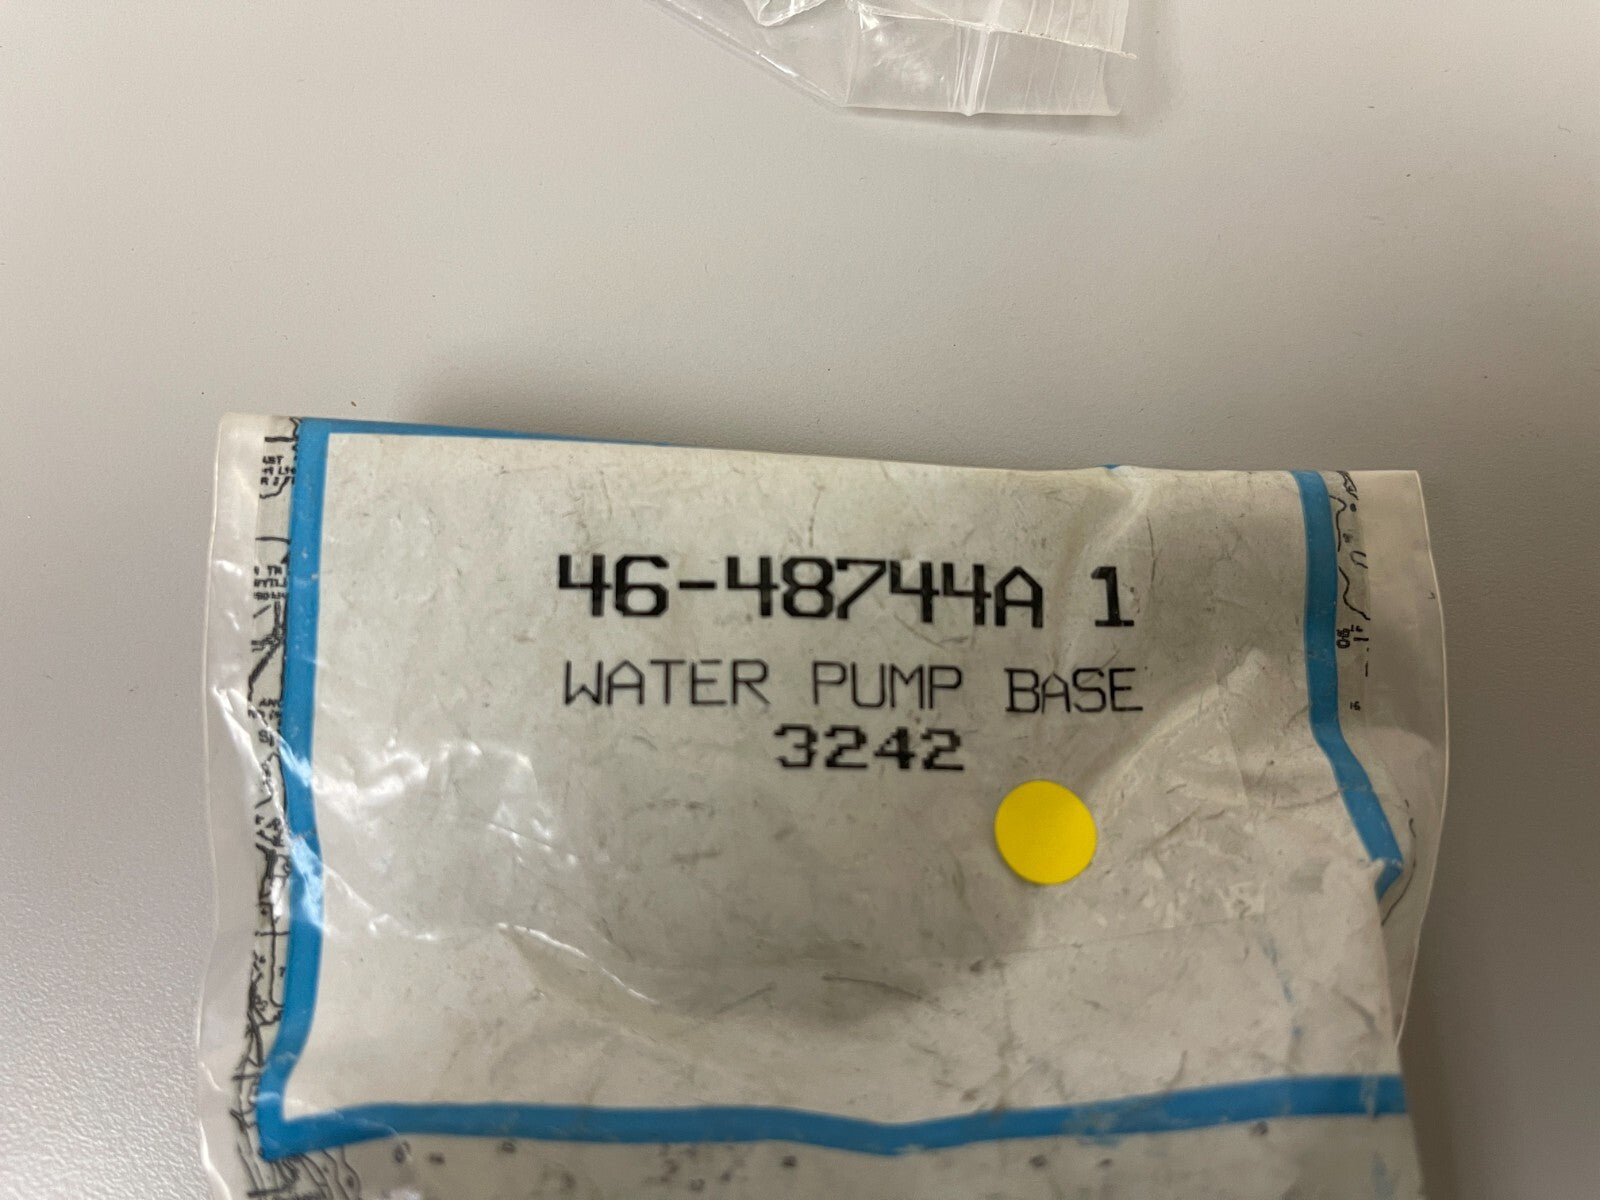 46-48744A 1
WATER PUMP BASE
3242